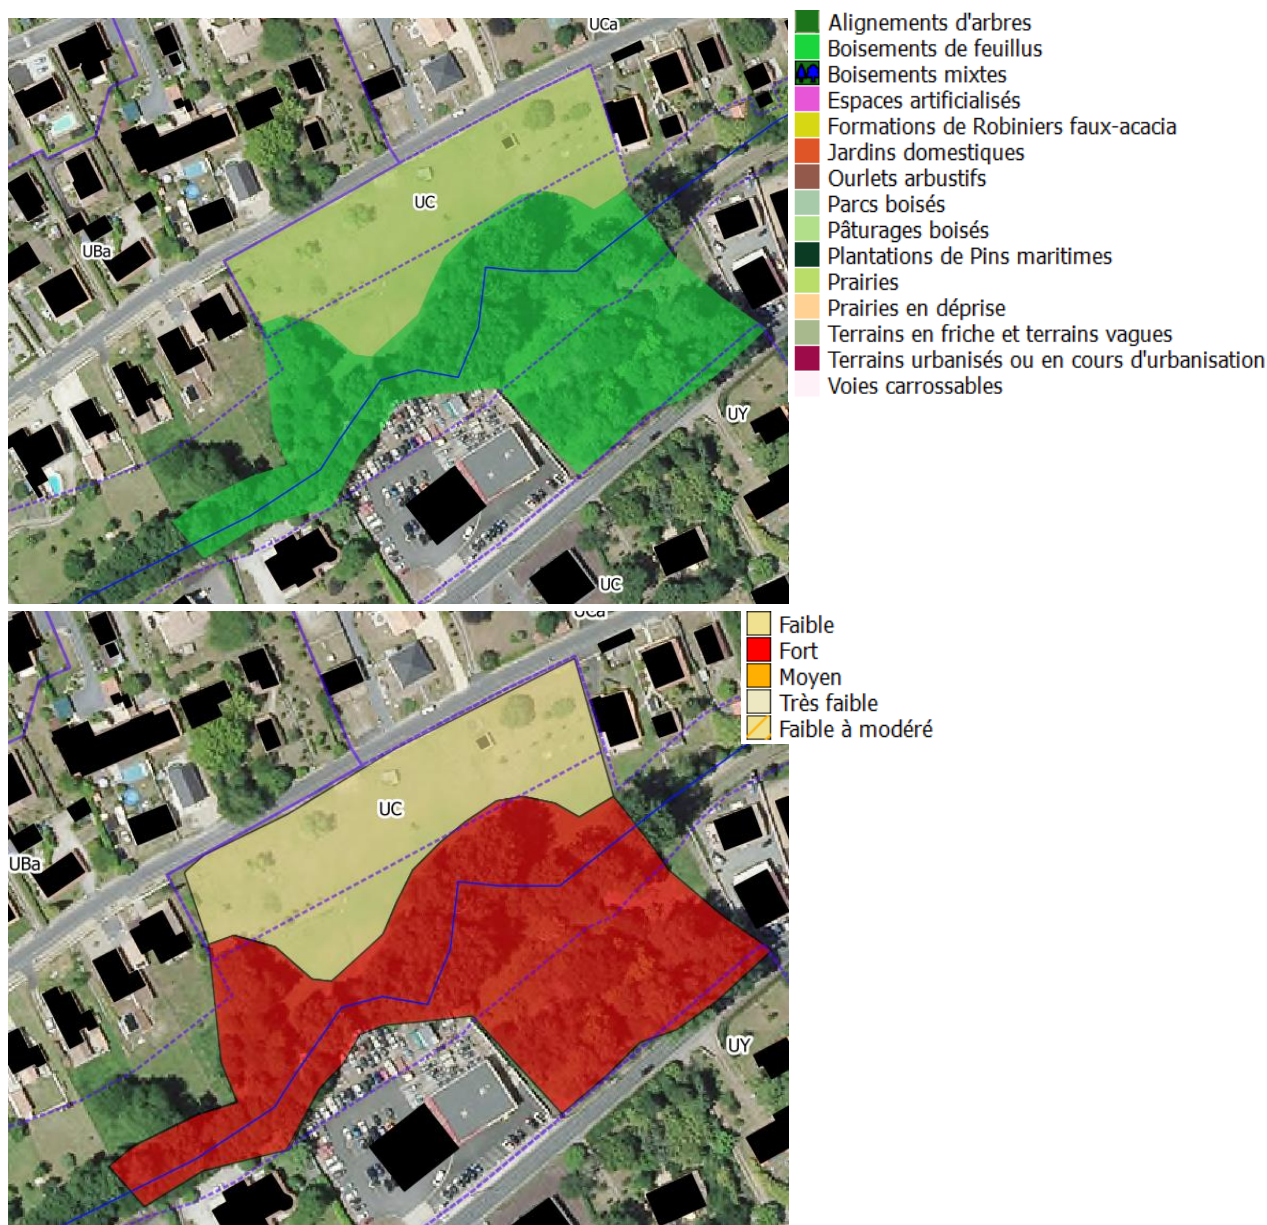 UCa
Alignements d'arbres
Boisements de feuillus
Boisements mixtes
Espaces artificialisés
Formations de Robiniers faux-acacia
Jardins domestiques
Ourlets arbustifs
Parcs boisés
Pâturages boisés
Plantations de Pins maritimes
Prairies
Prairies en déprise
Terrains en friche et terrains vagues
Terrains urbanisés ou en cours d'urbanisation
Voies carrossables
UC
UBa
UY
UC
UCa
Faible
Fort
Moyen
Très faible
Faible à modéré
UC
UBa
UY